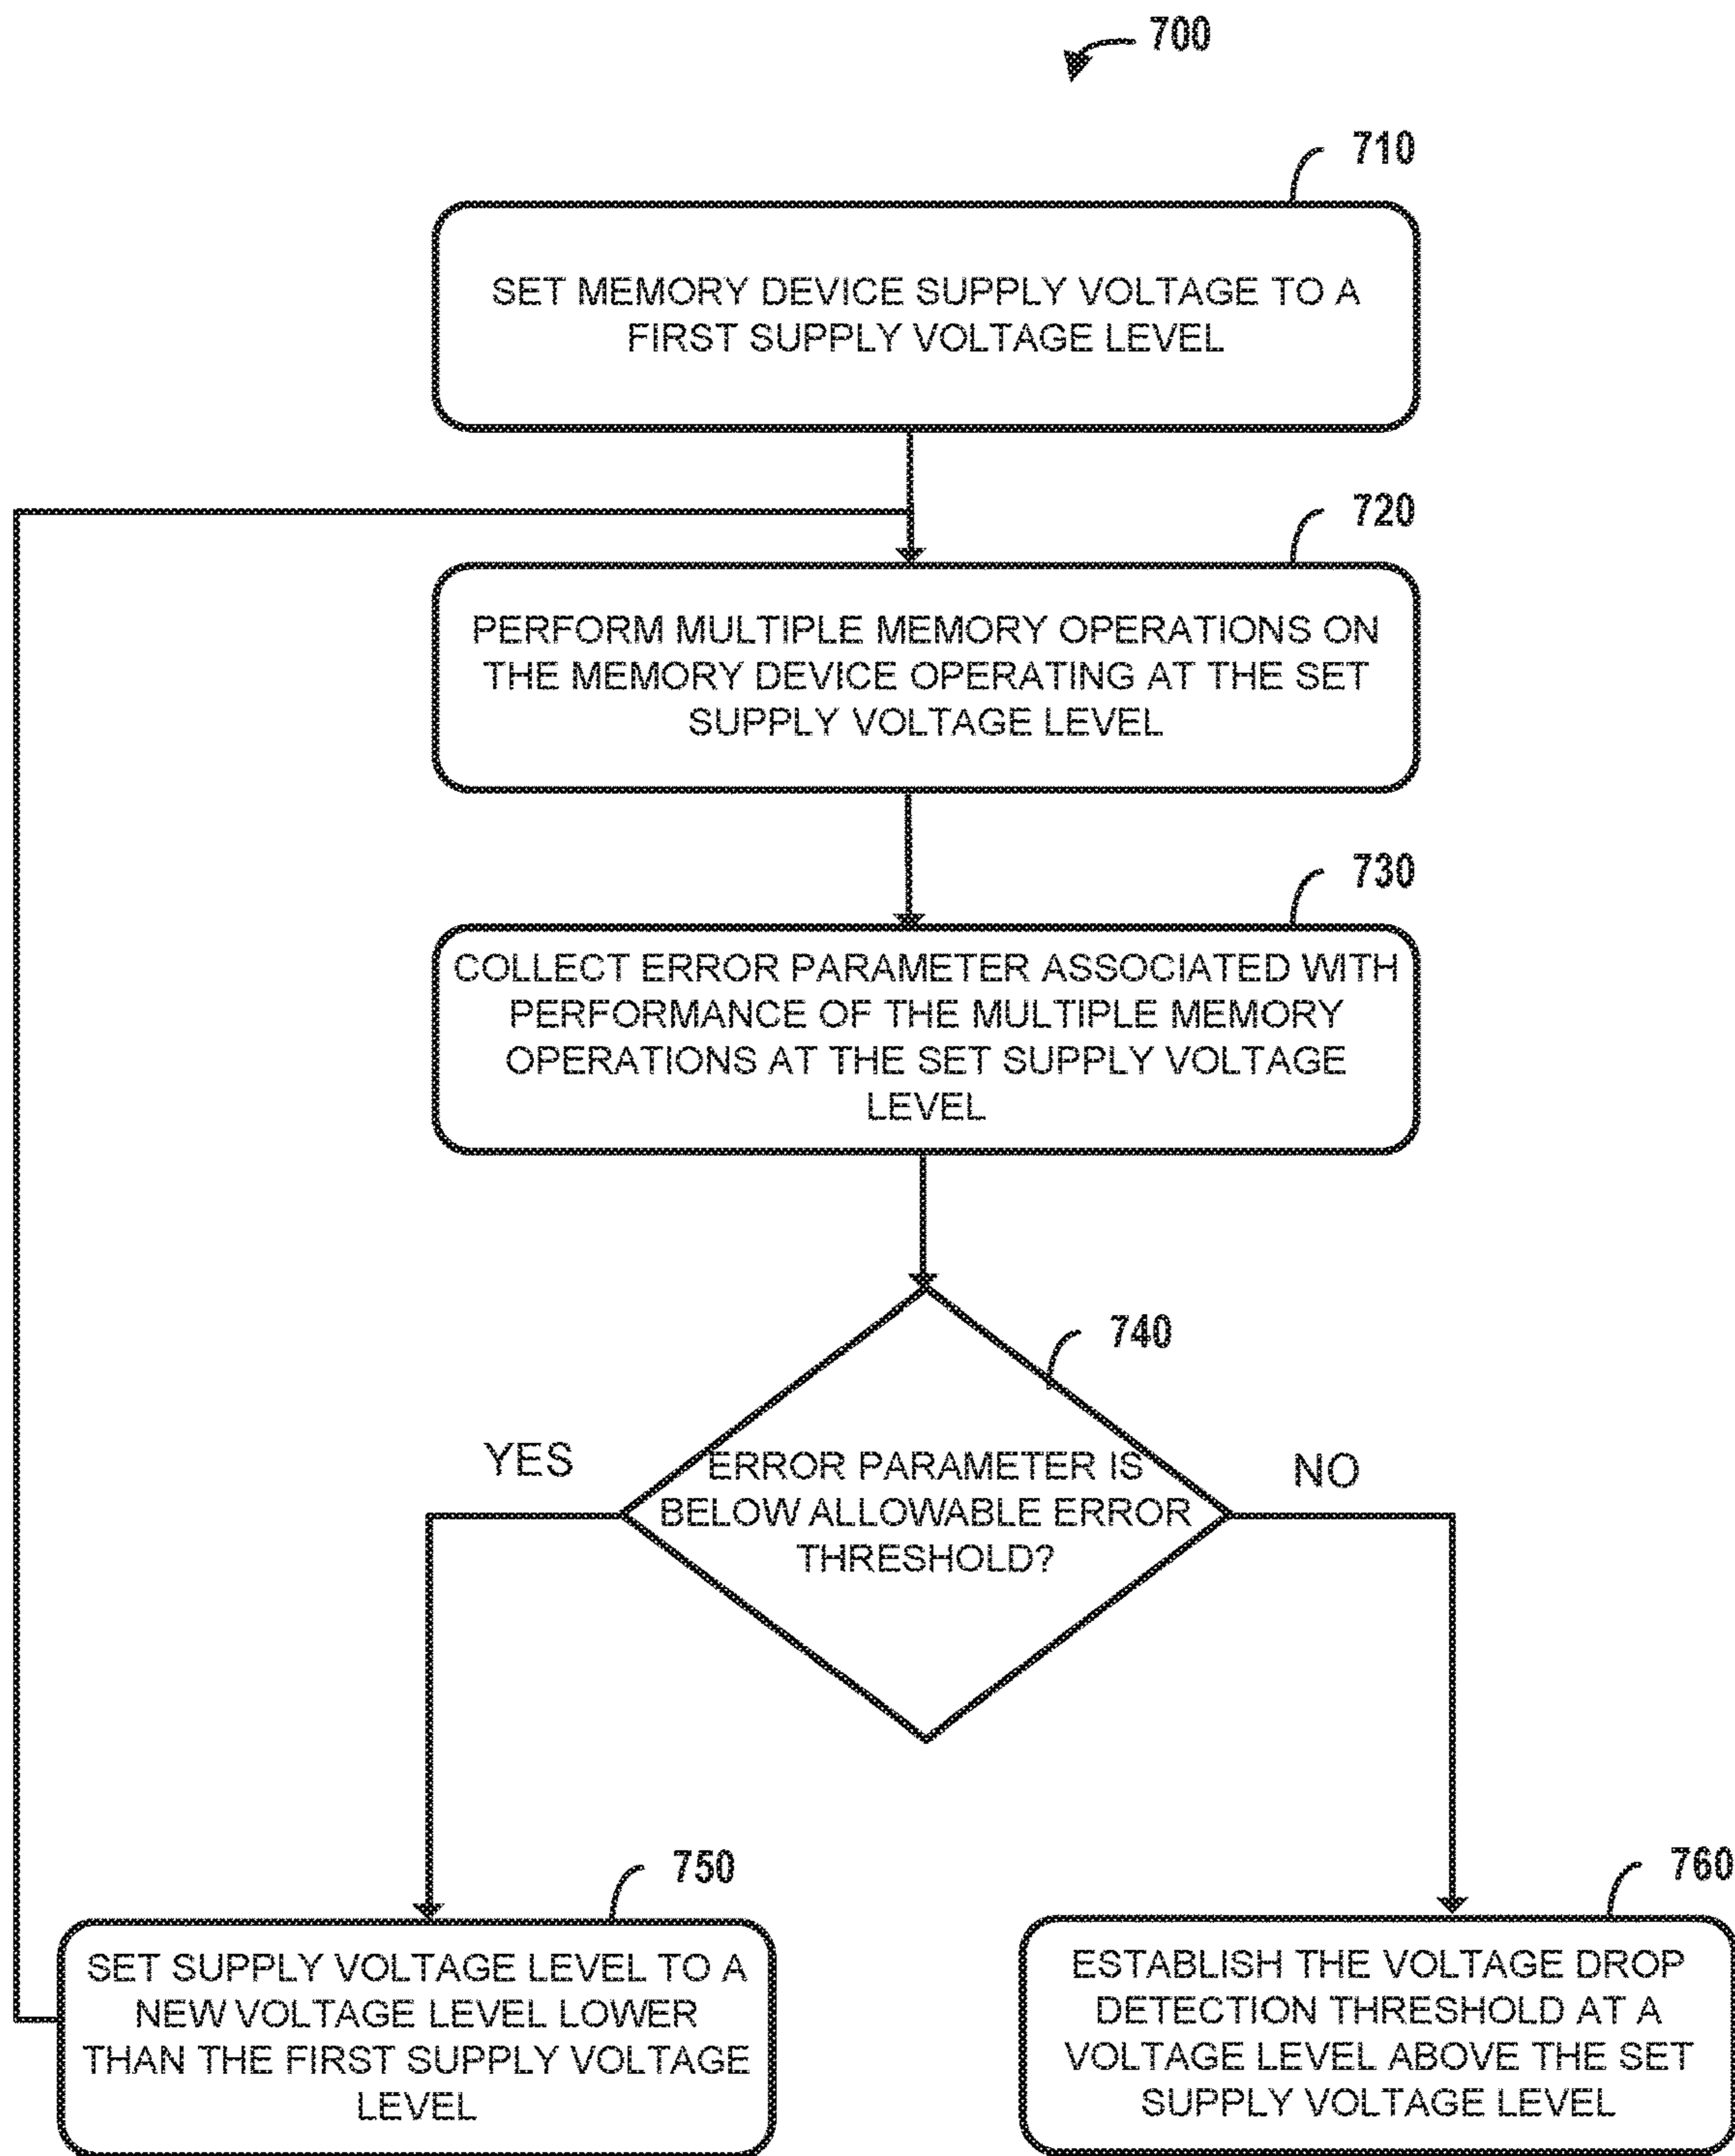 700
710
SET MEMORY DEVICE SUPPLY VOLTAGE TO A
FIRST SUPPLY VOLTAGE LEVEL
720
PERFORM MULTIPLE MEMORY OPERATIONS ON
THE MEMORY DEVICE OPERATING AT THE SET
SUPPLY VOLTAGE LEVEL
730
COLLECT ERROR PARAMETER ASSOCIATED WITH
PERFORMANCE OF THE MULTIPLE MEMORY
OPERATIONS AT THE SET SUPPLY VOLTAGE
LEVEL
740
YES
ERROR PARAMETER IS
BELOW ALLOWABLE ERROR
THRESHOLD?
NO
750
SET SUPPLY VOLTAGE LEVEL TO A
NEW VOLTAGE LEVEL LOWER
THAN THE FIRST SUPPLY VOLTAGE
LEVEL
760
ESTABLISH THE VOLTAGE DROP
DETECTION THRESHOLD AT A
VOLTAGE LEVEL ABOVE THE SET
SUPPLY VOLTAGE LEVEL